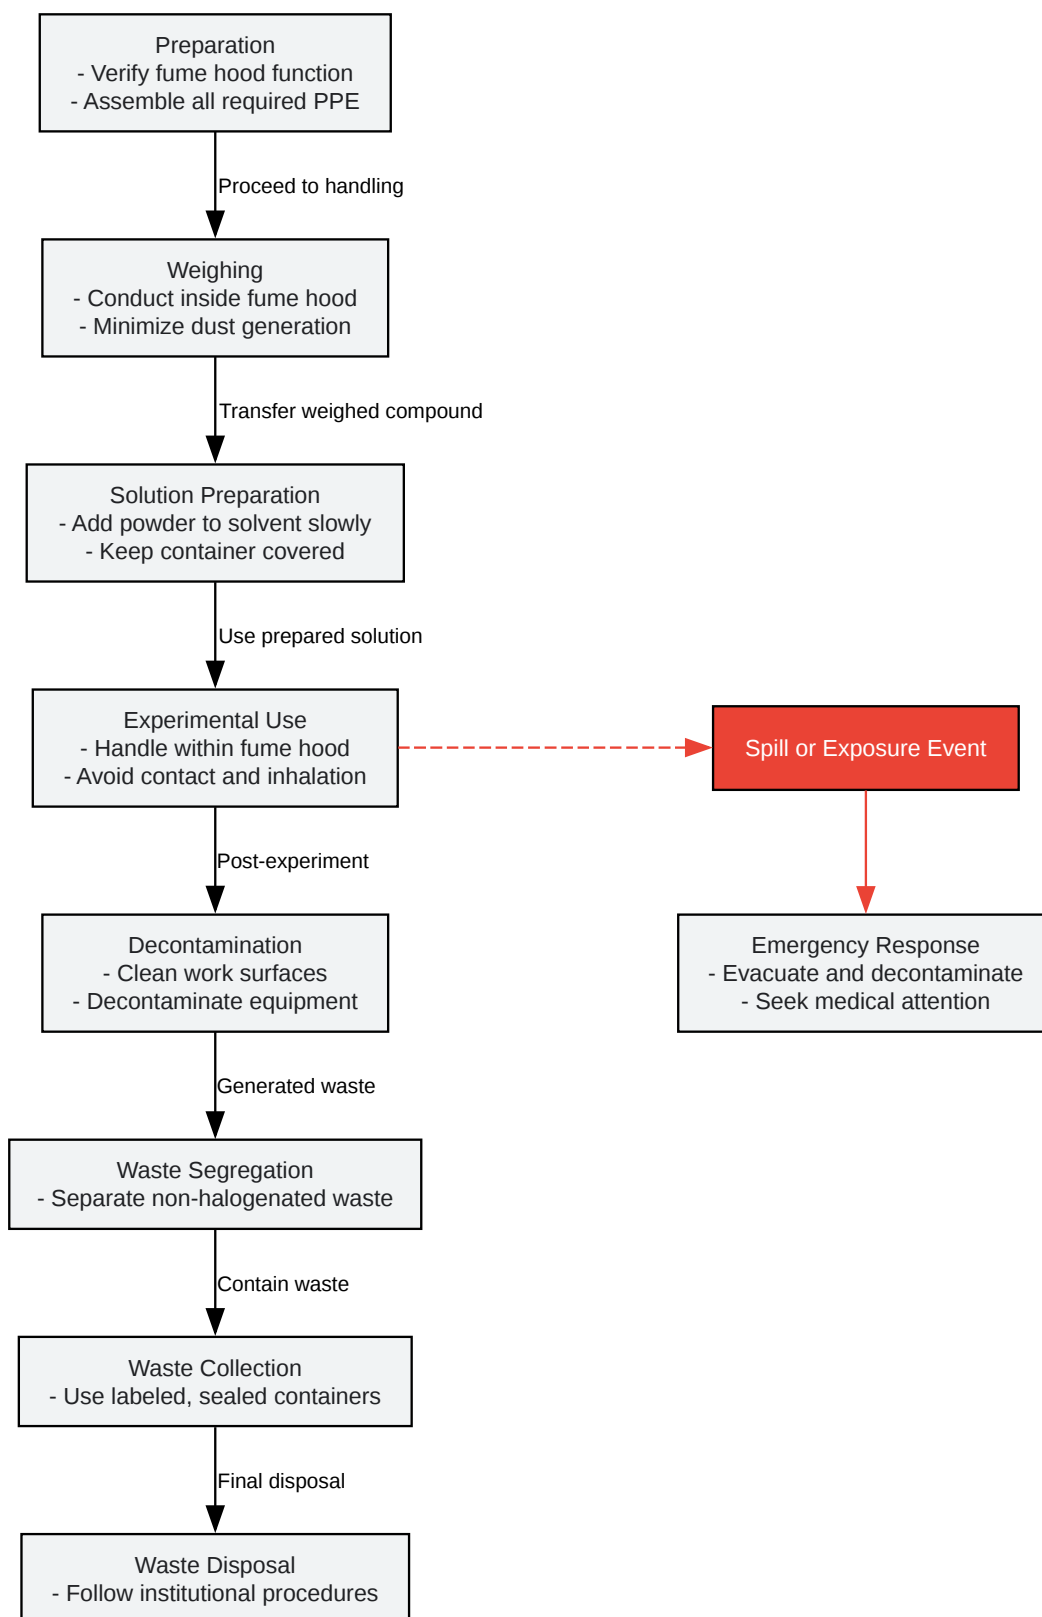 Preparation
- Verify fume hood function
- Assemble all required PPE
Proceed to handling
Weighing
- Conduct inside fume hood
- Minimize dust generation
Transfer weighed compound
Solution Preparation
- Add powder to solvent slowly
- Keep container covered
Use prepared solution
Experimental Use
- Handle within fume hood
- Avoid contact and inhalation
Spill or Exposure Event
Post-experiment
Decontamination
- Clean work surfaces
- Decontaminate equipment
Emergency Response
- Evacuate and decontaminate
- Seek medical attention
Generated waste
Waste Segregation
- Separate non-halogenated waste
Contain waste
Waste Collection
- Use labeled, sealed containers
Final disposal
Waste Disposal
- Follow institutional procedures